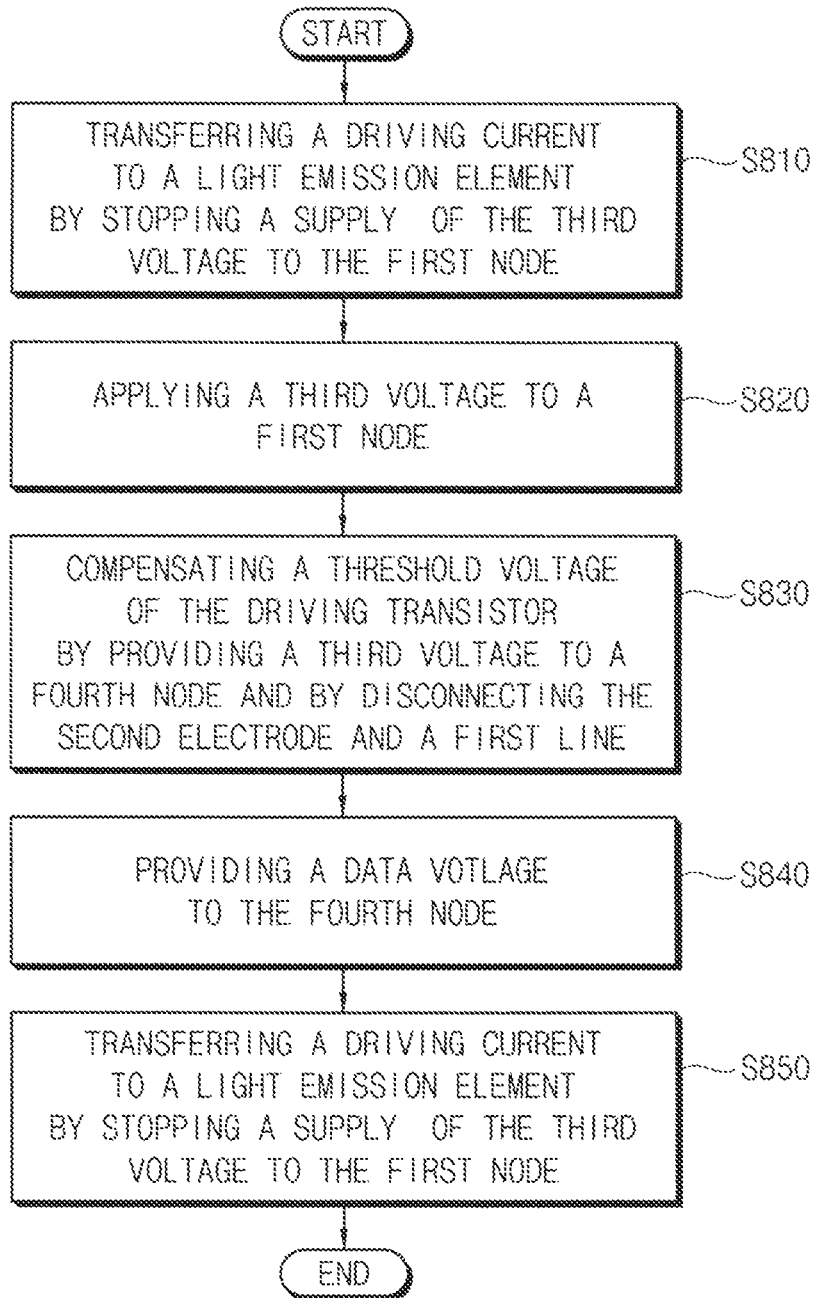 START
TRANSFERRING A DRIVING CURRENT
TO A LIGHT EMISSION ELEMENT
BY STOPPING A SUPPLY OF THE THIRD
VOLTAGE TO THE FIRST NODE
S810
APPLYING A THIRD VOLTAGE TO A
FIRST NODE
S820
COMPENSATING A THRESHOLD VOLTAGE
OF THE DRIVING TRANSISTOR
BY PROVIDING A THIRD VOLTAGE TO A
FOURTH NODE AND BY DISCONNECTING THE
SECOND ELECTRODE AND A FIRST LINE
S830
PROVIDING A DATA VOTLAGE
TO THE FOURTH NODE
S840
TRANSFERRING A DRIVING CURRENT
TO A LIGHT EMISSION ELEMENT
BY STOPPING A SUPPLY OF THE THIRD
VOLTAGE TO THE FIRST NODE
S850
END